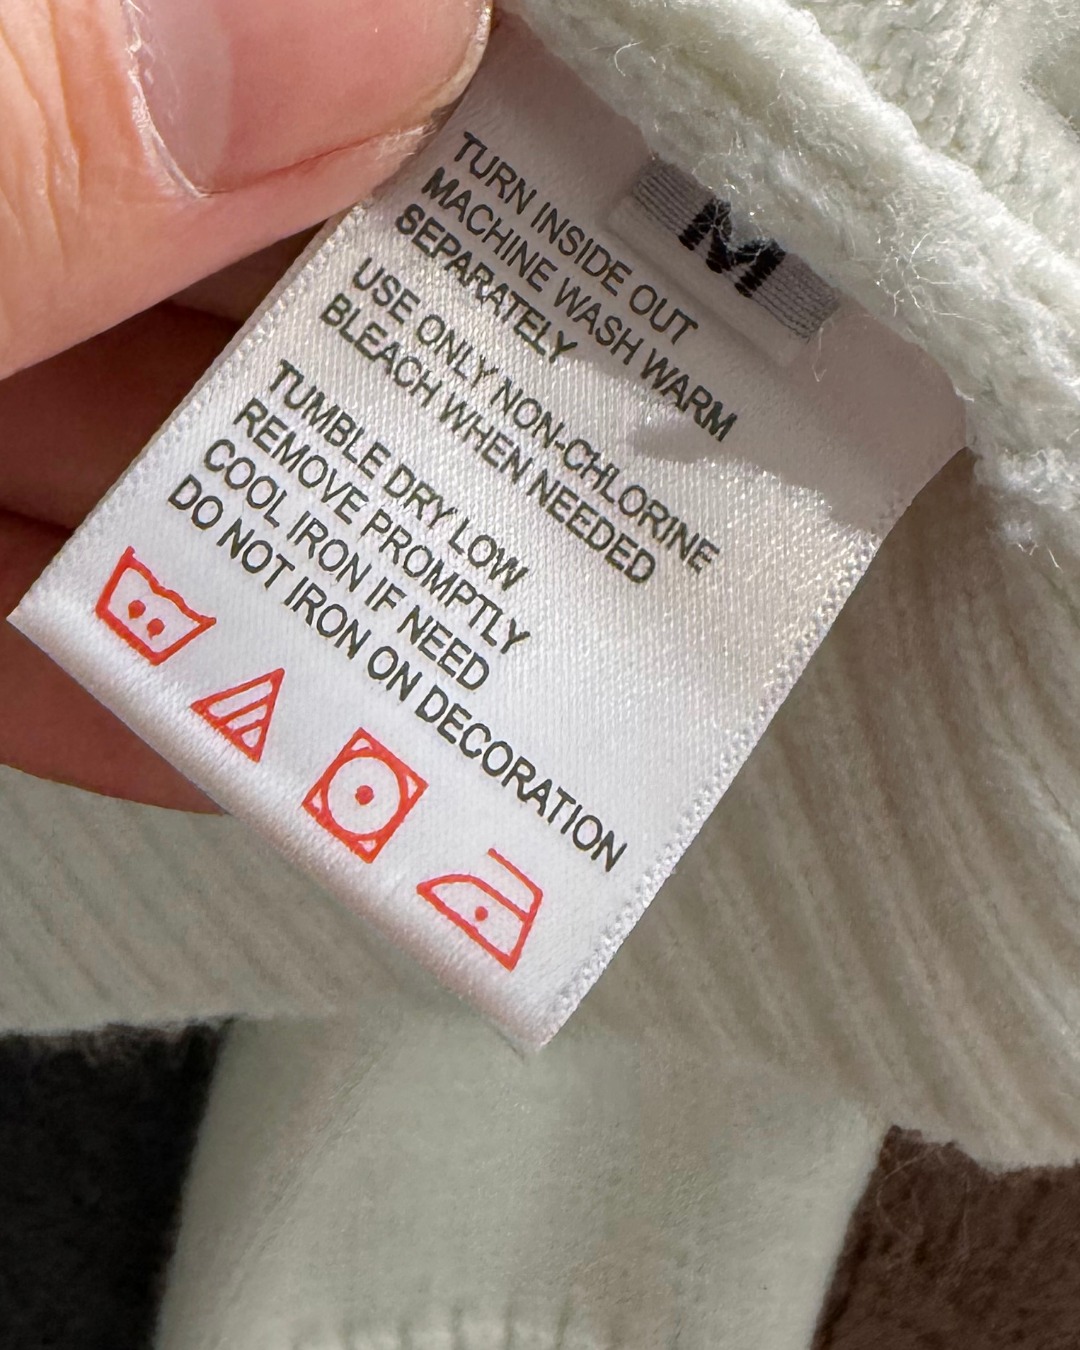 M
TURN INSIDE OUT
MACHINE WASH WARM
SEPARATELY
USE ONLY NON-CHLORINE
BLEACH WHEN NEEDED
TUMBLE DRY LOW
REMOVE PROMPTLY
COOL IRON IF NEED
DO NOT IRON ON DECORATION